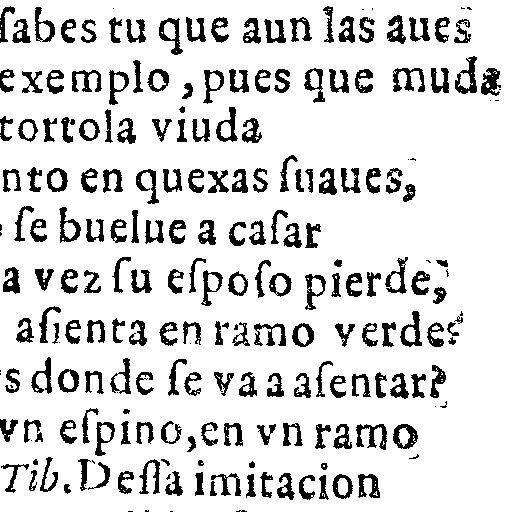 sabes tu que aun las aues
exemplo, pues que muda
tortola viuda
nto en quexas ſuaues,
ſe buelue a caſar
a vez ſu eſpoſo pierde,
aſienta en ramo verde?
s donde ſe va a aſentar?
vn eſpino, en vn ramo
Tib. Deſſa imitacion